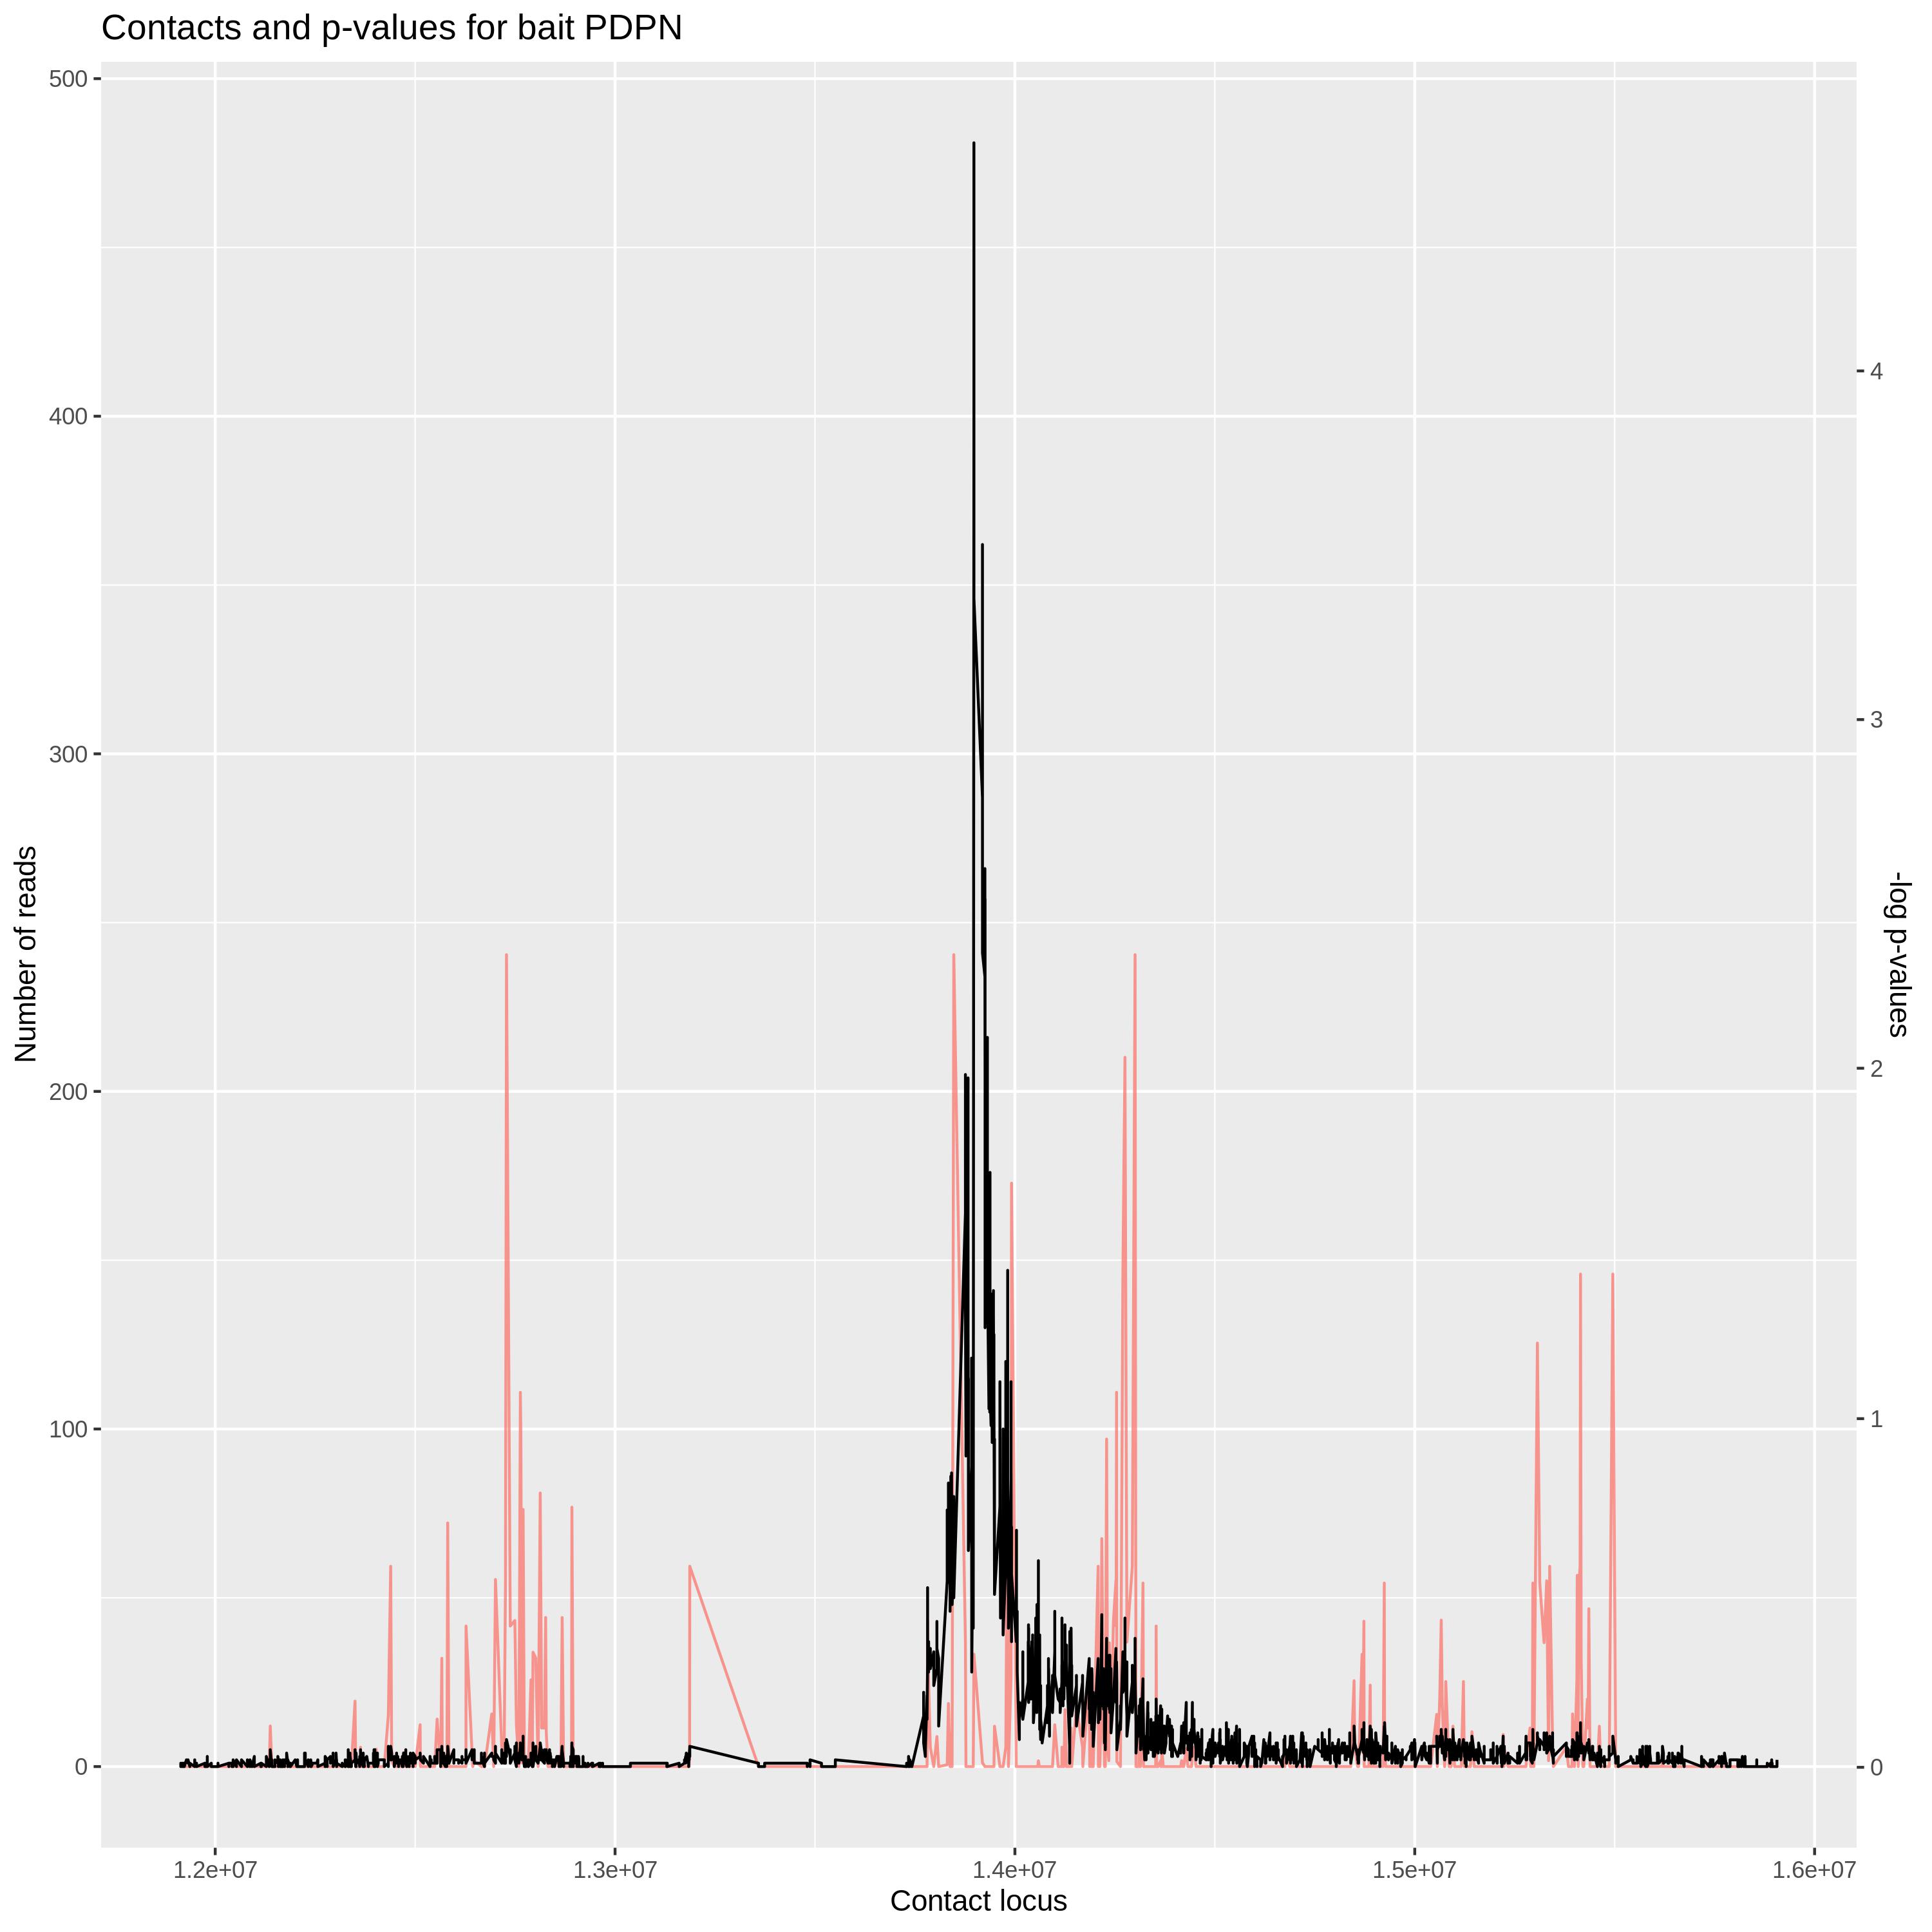 Contacts and p-values for bait PDPN
500
400
300
200
100
0
Number of reads
4
3
2
1
0
-log p-values
1.2e+07 1.3e+07 1.4e+07 1.5e+07 1.6e+07
Contact locus